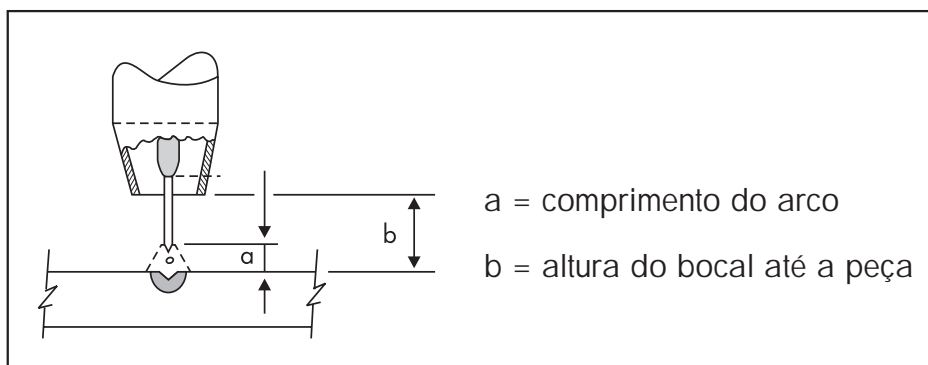 a = comprimento do arco
b
a
b = altura do bocal até a peça